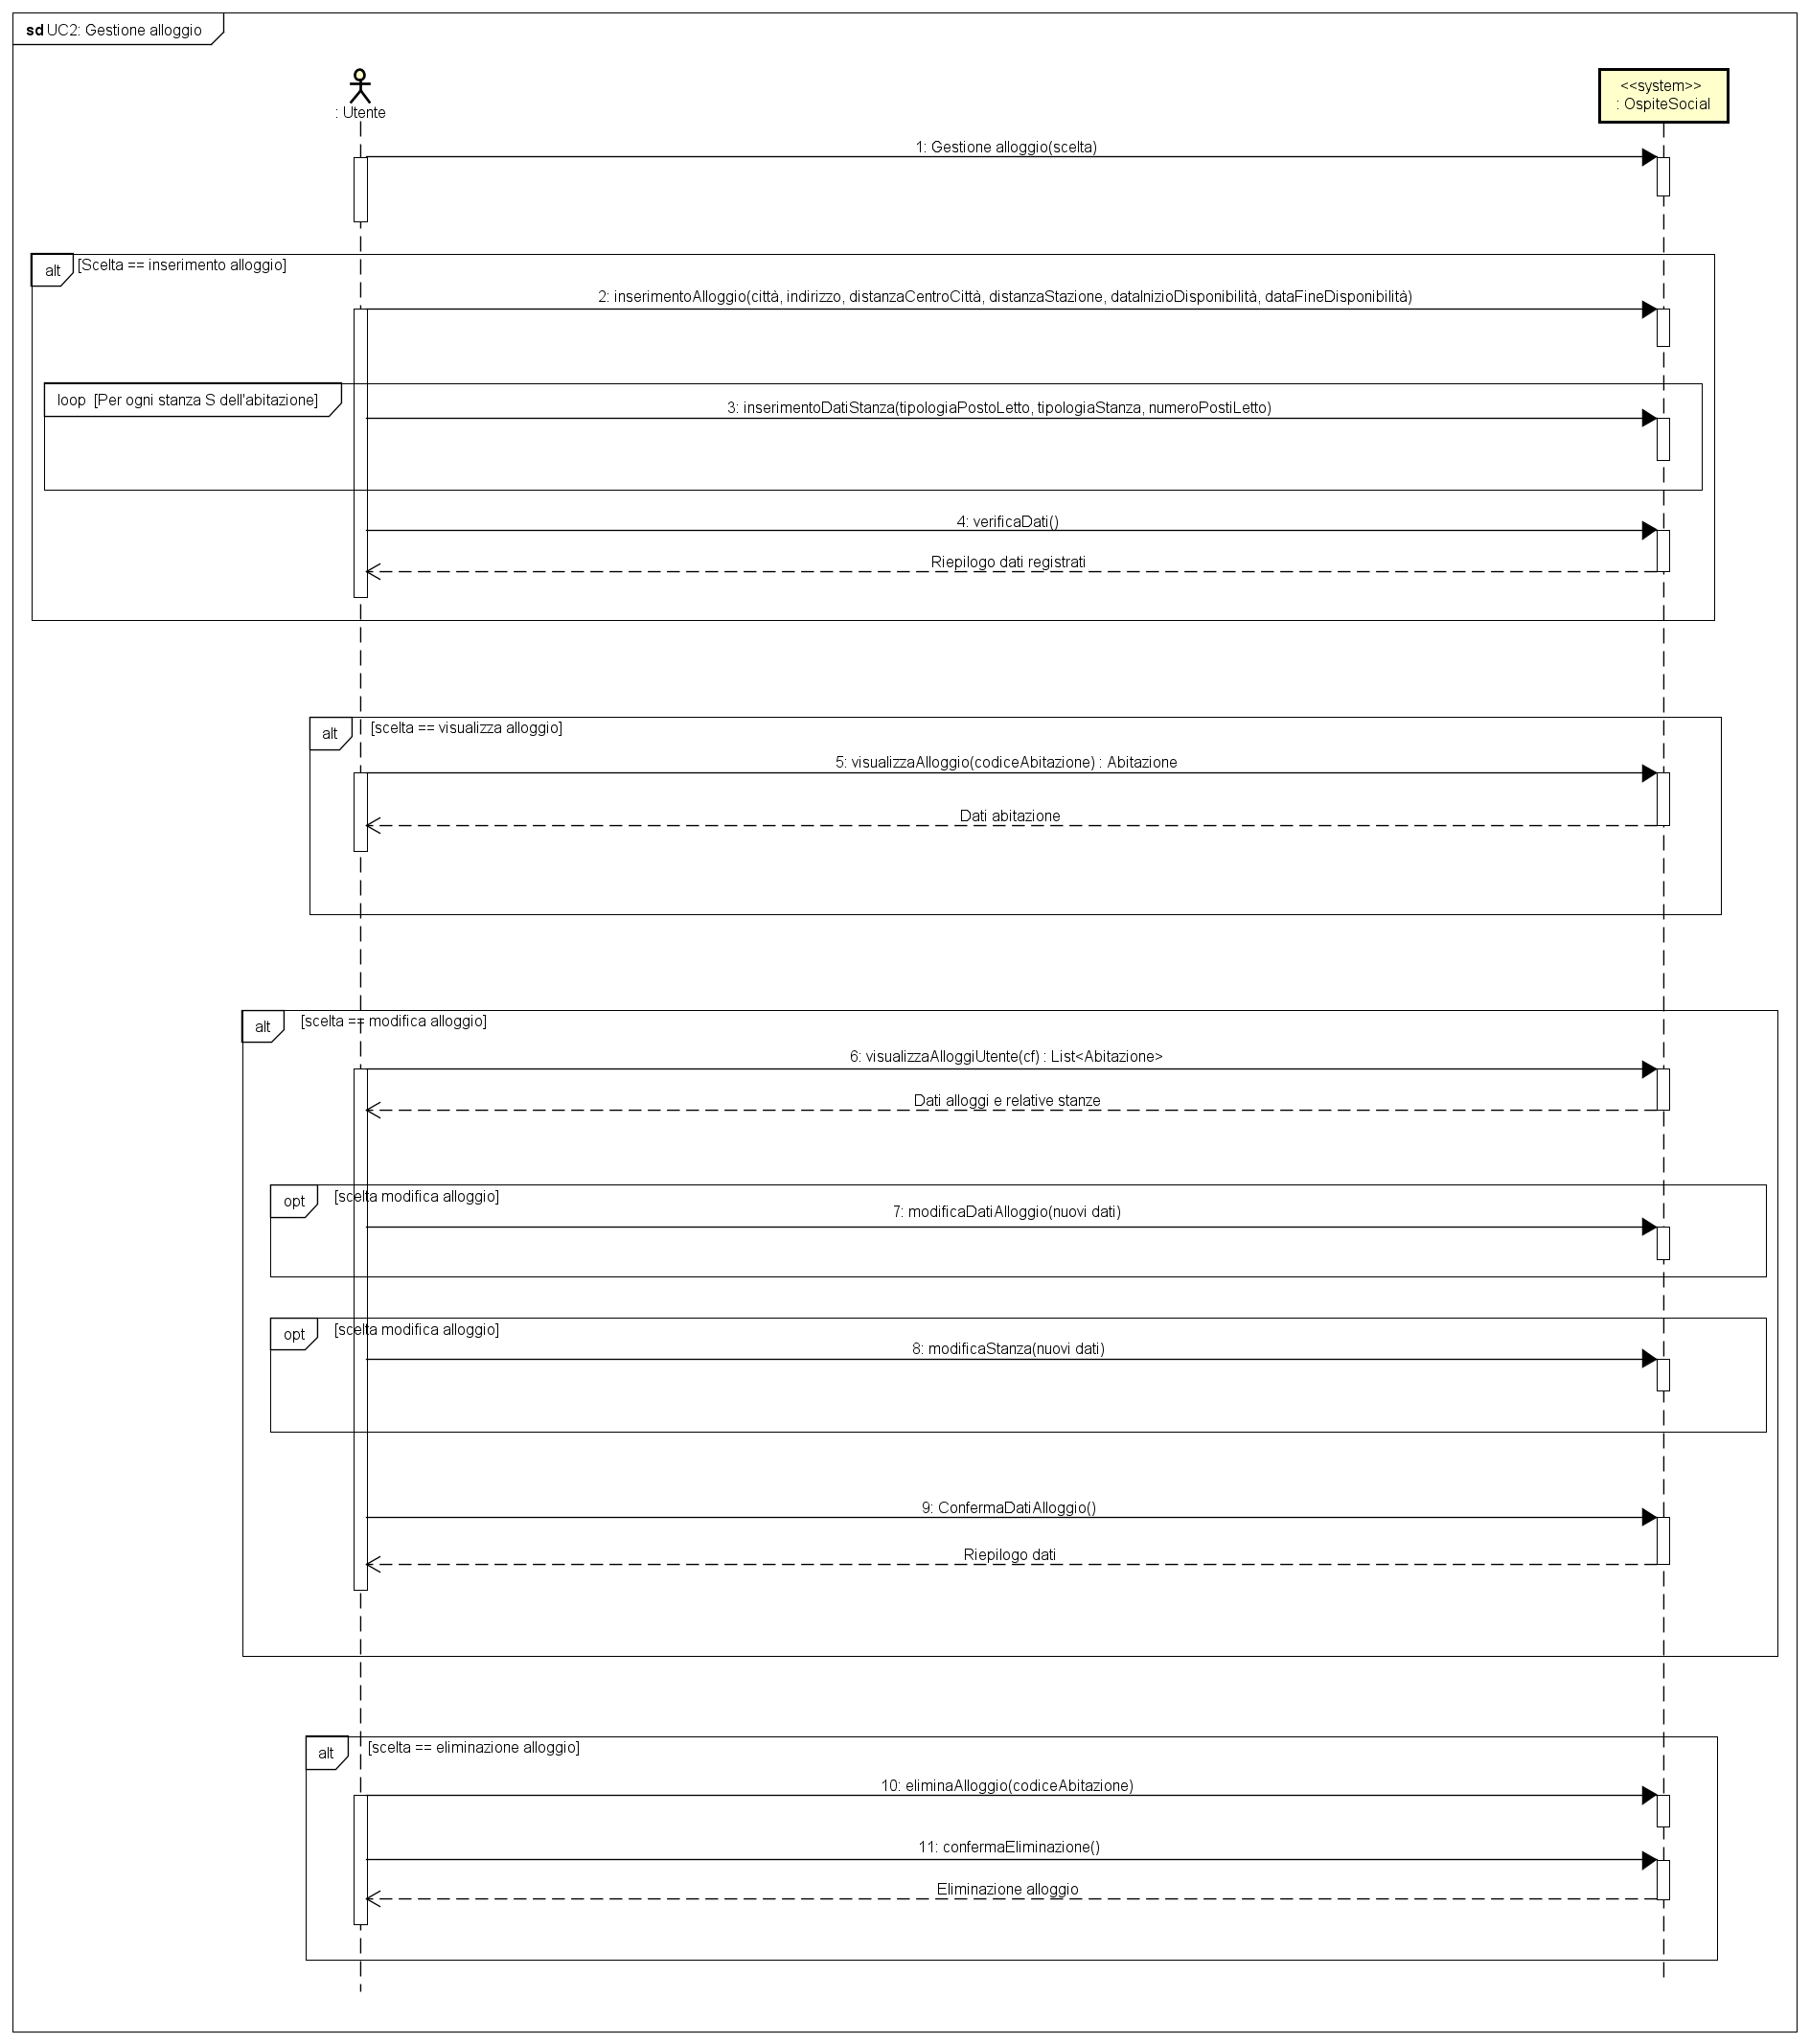 sd UC2: Gestione alloggio
: Utente
<<system>>
: OspiteSocial
1: Gestione alloggio(scelta)
alt [Scelta == inserimento alloggio]
2: inserimentoAlloggio(città, indirizzo, distanzaCentroCittà, distanzaStazione, dataInizioDisponibilità, dataFineDisponibilità)
loop [Per ogni stanza S dell'abitazione]
3: inserimentoDatiStanza(tipologiaPostoLetto, tipologiaStanza, numeroPostiLetto)
4: verificaDati()
Riepilogo dati registrati
alt [scelta == visualizza alloggio]
5: visualizzaAlloggio(codiceAbitazione) : Abitazione
Dati abitazione
alt [scelta == modifica alloggio]
6: visualizzaAlloggiUtente(cf) : List<Abitazione>
Dati alloggi e relative stanze
opt [scelta modifica alloggio]
7: modificaDatiAlloggio(nuovi dati)
opt [scelta modifica alloggio]
8: modificaStanza(nuovi dati)
9: ConfermaDatiAlloggio()
Riepilogo dati
alt [scelta == eliminazione alloggio]
10: eliminaAlloggio(codiceAbitazione)
11: confermaEliminazione()
Eliminazione alloggio